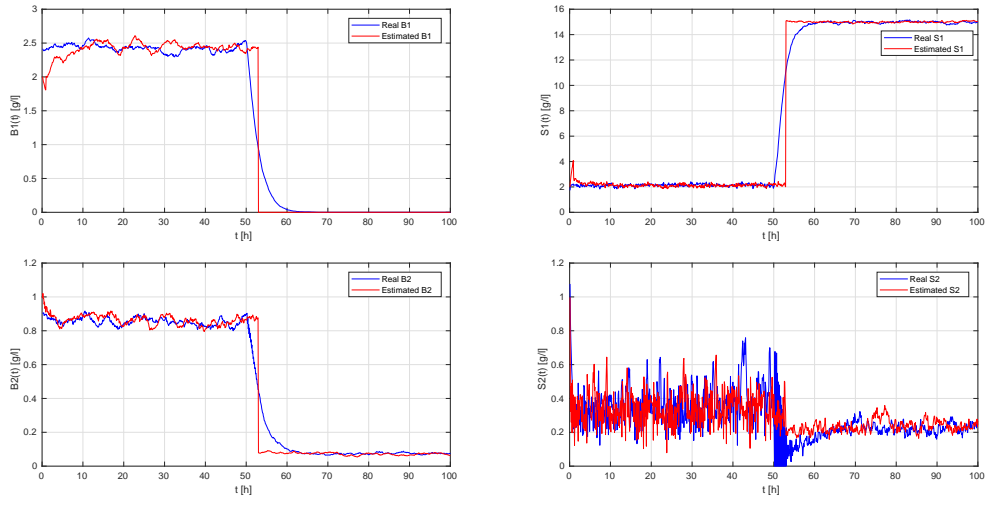 3
2.5
2
1.5
1
0.5
0
B1(t) [g/l]
Real B1
Estimated B1
0 10 20 30 40 50 60 70 80 90 100
t [h]
16
14
12
10
8
6
4
2
0
S1(t) [g/l]
Real S1
Estimated S1
0 10 20 30 40 50 60 70 80 90 100
t [h]
1.2
1
0.8
0.6
0.4
0.2
0
B2(t) [g/l]
Real B2
Estimated B2
0 10 20 30 40 50 60 70 80 90 100
t [h]
1.2
1
0.8
0.6
0.4
0.2
0
S2(t) [g/l]
Real S2
Estimated S2
0 10 20 30 40 50 60 70 80 90 100
t [h]